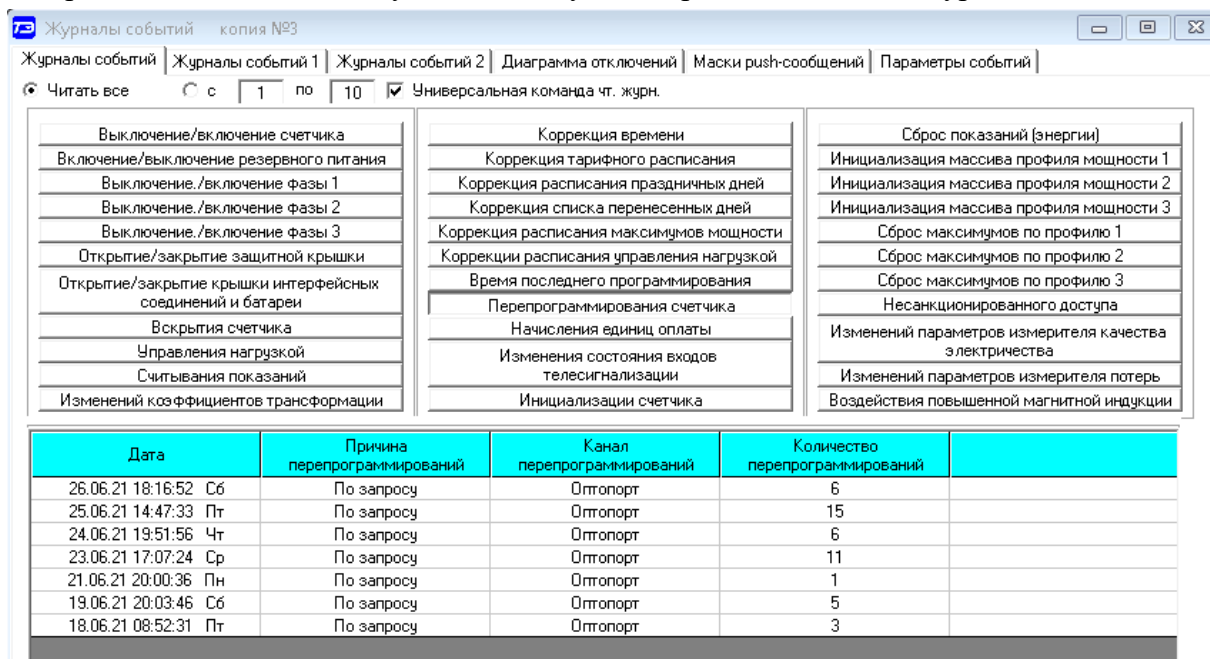 ТЭ Журналы событий копия №3
Журналы событий Журналы событий 1 Журналы событий 2 Диаграмма отключений Маски push-сообщений Параметры событий
Читать все с 1 по 10 Универсальная команда чт. журн.
Выключение/включение счетчика
Включение/выключение резервного питания
Выключение./включение фазы 1
Выключение./включение фазы 2
Выключение./включение фазы 3
Открытие/закрытие защитной крышки
Открытие/закрытие крышки интерфейсных
соединений и батареи
Вскрытия счетчика
Управления нагрузкой
Считывания показаний
Изменений коэффициентов трансформации
Коррекция времени
Коррекция тарифного расписания
Коррекция расписания праздничных дней
Коррекция списка перенесенных дней
Коррекция расписания максимумов мощности
Коррекции расписания управления нагрузкой
Время последнего программирования
Перепрограммирования счетчика
Начисления единиц оплаты
Изменения состояния входов
телесигнализации
Инициализации счетчика
Сброс показаний (энергии)
Инициализация массива профиля мощности 1
Инициализация массива профиля мощности 2
Инициализация массива профиля мощности 3
Сброс максимумов по профилю 1
Сброс максимумов по профилю 2
Сброс максимумов по профилю 3
Несанкционированного доступа
Изменений параметров измерителя качества
электричества
Изменений параметров измерителя потерь
Воздействия повышенной магнитной индукции
Дата Причина перепрограммирований Канал перепрограммирований Количество перепрограммирований
26.06.21 18:16:52 Сб По запросу Оптопорт 6
25.06.21 14:47:33 Пт По запросу Оптопорт 15
24.06.21 19:51:56 Чт По запросу Оптопорт 6
23.06.21 17:07:24 Ср По запросу Оптопорт 11
21.06.21 20:00:36 Пн По запросу Оптопорт 1
19.06.21 20:03:46 Сб По запросу Оптопорт 5
18.06.21 08:52:31 Пт По запросу Оптопорт 3